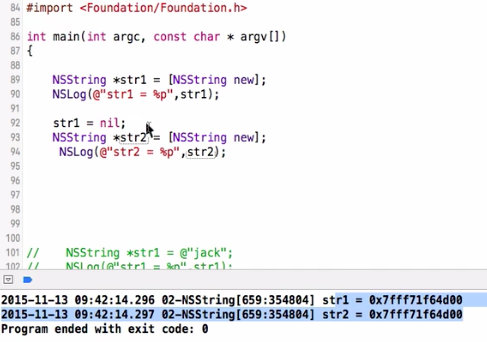 84 #import <Foundation/Foundation.h>
85
86 int main(int argc, const char * argv[])
87 {
88
89 NSString *str1 = [NSString new];
90 NSLog(@"str1 = %p",str1);
91
92 str1 = nil;
93 NSString *str2 = [NSString new];
94 NSLog(@"str2 = %p",str2);
95
96
97
98
99
100
101 // NSString *str1 = @"jack";
102 // NSLog(@"str1 = %p",str1);
2015-11-13 09:42:14.296 02-NSString[659:354804] str1 = 0x7fff71f64d00
2015-11-13 09:42:14.297 02-NSString[659:354804] str2 = 0x7fff71f64d00
Program ended with exit code: 0